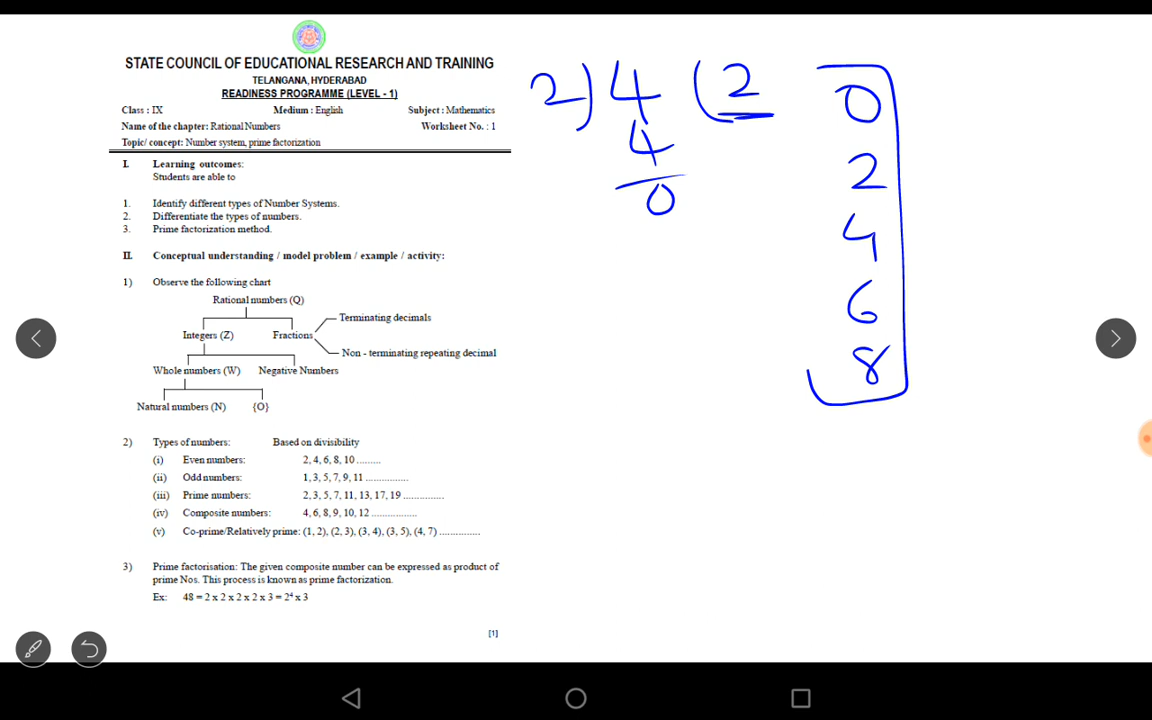 STATE COUNCIL OF EDUCATIONAL RESEARCH AND TRAINING
TELANGANA, HYDERABAD
READINESS PROGRAMME (LEVEL - 1)
Class : IX Medium : English Subject : Mathematics
Name of the chapter: Rational Numbers Worksheet No. : 1
Topic/ concept: Number system, prime factorization
I. Learning outcomes:
Students are able to
1. Identify different types of Number Systems.
2. Differentiate the types of numbers.
3. Prime factorization method.
II. Conceptual understanding / model problem / example / activity:
1) Observe the following chart
Rational numbers (Q)
Terminating decimals
Integers (Z) Fractions
Non - terminating repeating decimal
Whole numbers (W) Negative Numbers
Natural numbers (N) {O}
2) Types of numbers: Based on divisibility
(i) Even numbers: 2, 4, 6, 8, 10 .........
(ii) Odd numbers: 1, 3, 5, 7, 9, 11 ................
(iii) Prime numbers: 2, 3, 5, 7, 11, 13, 17, 19 ...............
(iv) Composite numbers: 4, 6, 8, 9, 10, 12 .................
(v) Co-prime/Relatively prime: (1, 2), (2, 3), (3, 4), (3, 5), (4, 7) ...............
3) Prime factorisation: The given composite number can be expressed as product of
prime Nos. This process is known as prime factorization.
Ex: 48 = 2 x 2 x 2 x 2 x 3 = 2⁴ x 3
[1]
2) 4 (2
4
0
0
2
4
6
8